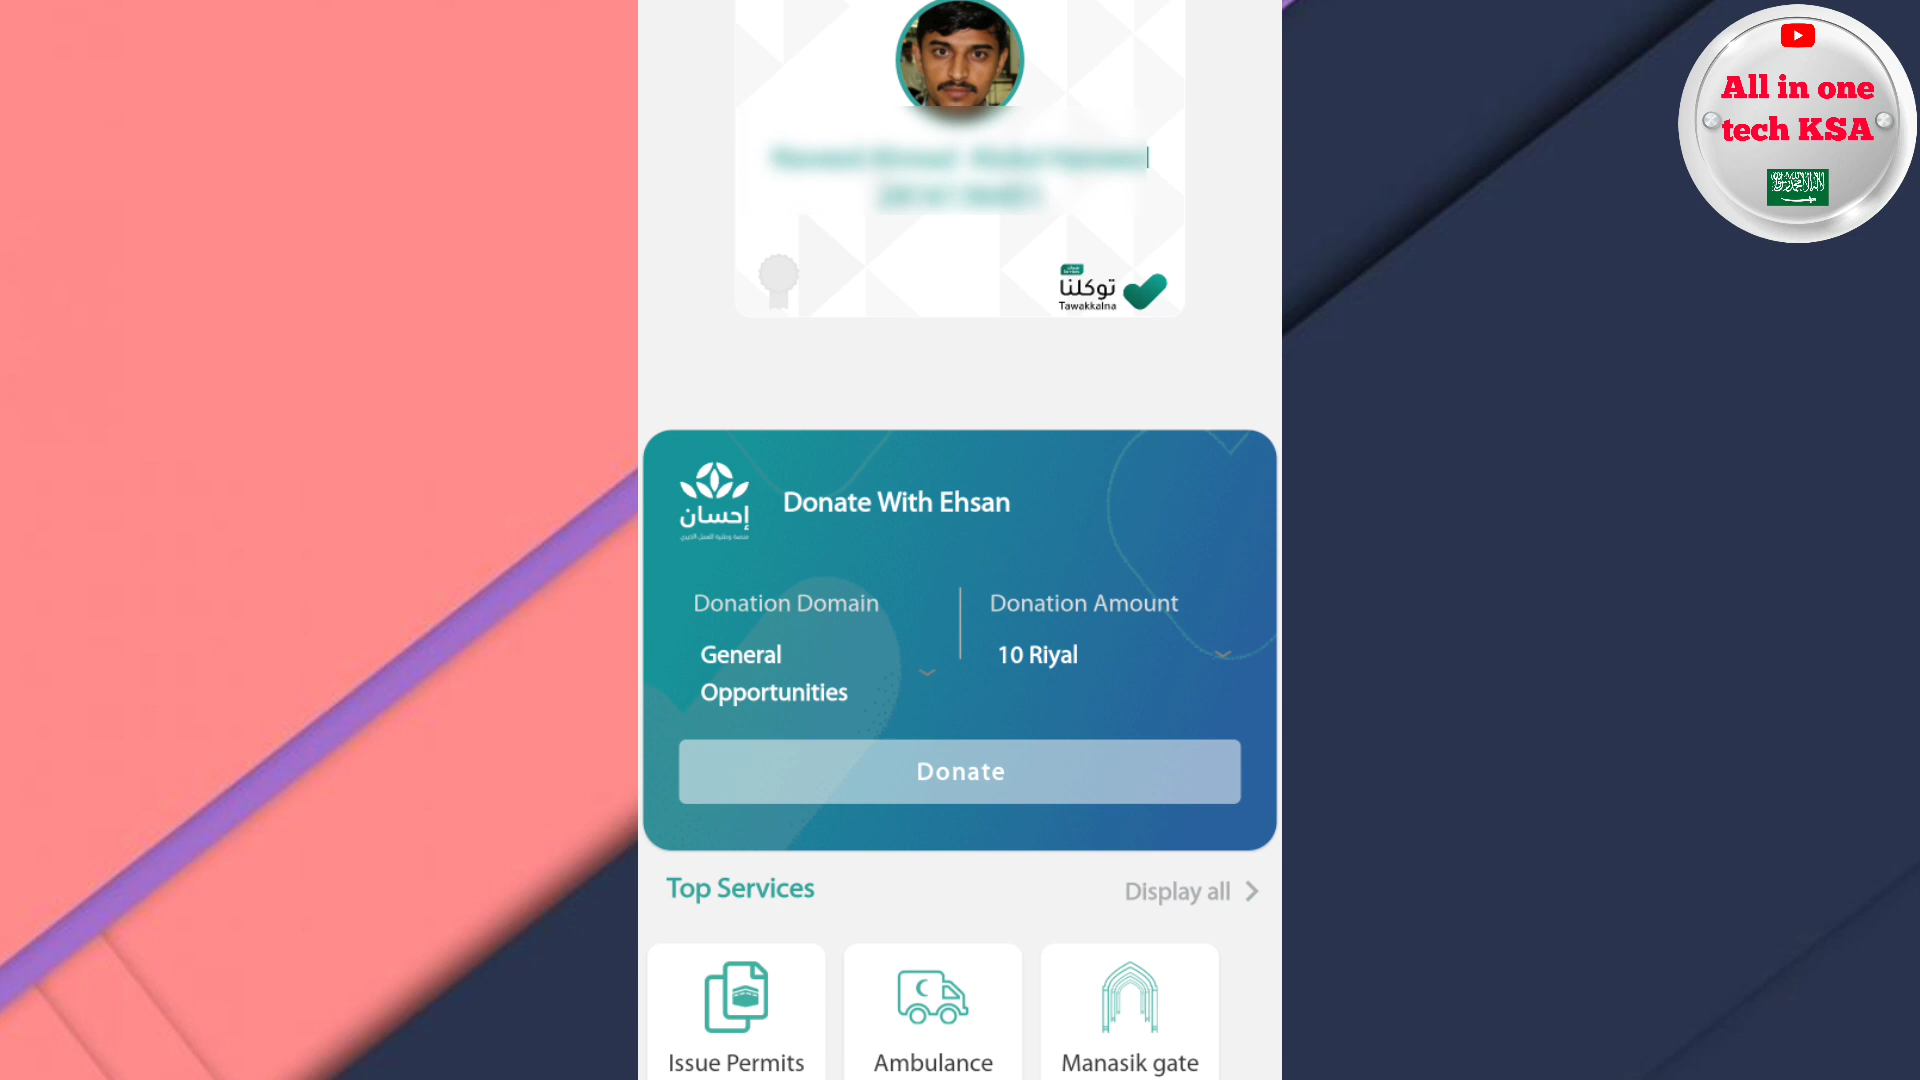 All in one
tech KSA
توكلنا
Tawakkalna
إحسان
Donate With Ehsan
Donation Domain
Donation Amount
General
Opportunities
10 Riyal
Donate
Top Services
Display all
Issue Permits
Ambulance
Manasik gate